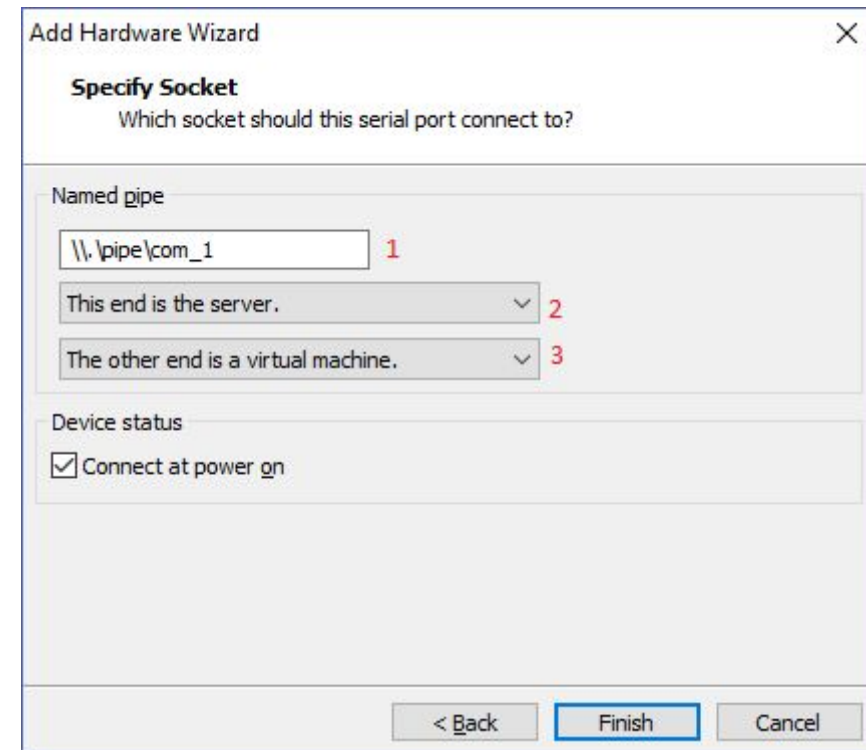 Add Hardware Wizard
Specify Socket
Which socket should this serial port connect to?
Named pipe
\\.\pipe\com_1 1
This end is the server. 2
The other end is a virtual machine. 3
Device status
Connect at power on
< Back Finish Cancel